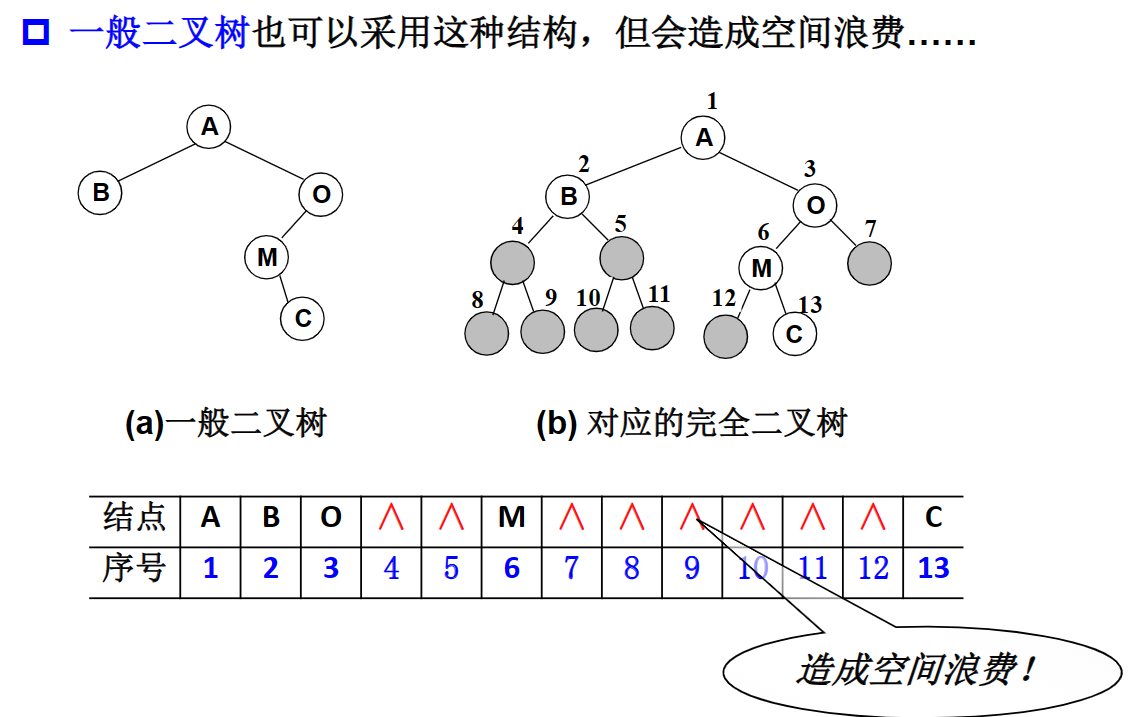 一般二叉树也可以采用这种结构，但会造成空间浪费……
1
A A
2 3
B O B O
4 5 6 7
M M
8 9 10 11 12 13
C C
(a)一般二叉树 (b) 对应的完全二叉树
结点 A B O ∧ ∧ M ∧ ∧ ∧ ∧ ∧ ∧ C
序号 1 2 3 4 5 6 7 8 9 10 11 12 13
造成空间浪费！